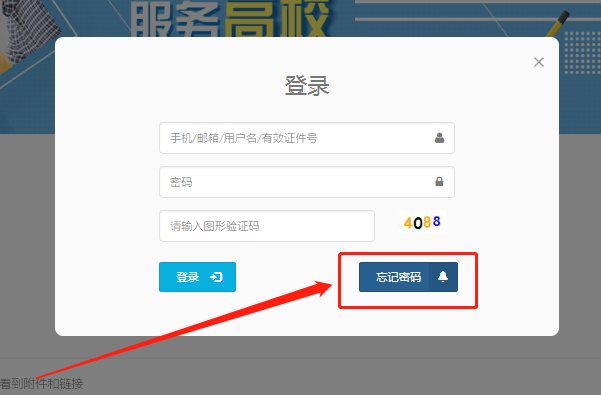 服务高校
×
登录
手机/邮箱/用户名/有效证件号
密码
请输入图形验证码
4088
登录
忘记密码
看到附件和链接